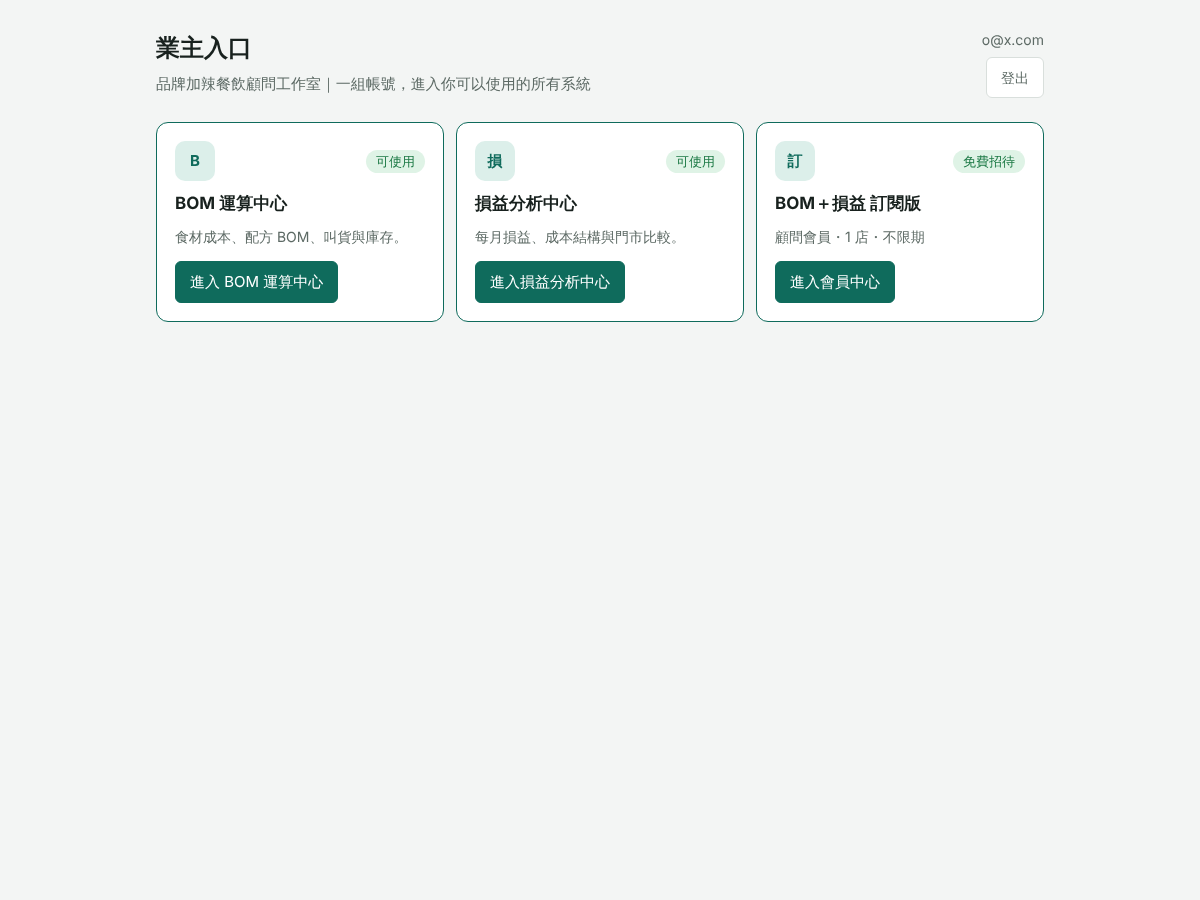 業主入口
品牌加辣餐飲顧問工作室｜一組帳號，進入你可以使用的所有系統
o@x.com
登出
B
可使用
BOM 運算中心
食材成本、配方 BOM、叫貨與庫存。
進入 BOM 運算中心
損
可使用
損益分析中心
每月損益、成本結構與門市比較。
進入損益分析中心
訂
免費招待
BOM＋損益 訂閱版
顧問會員・1 店・不限期
進入會員中心